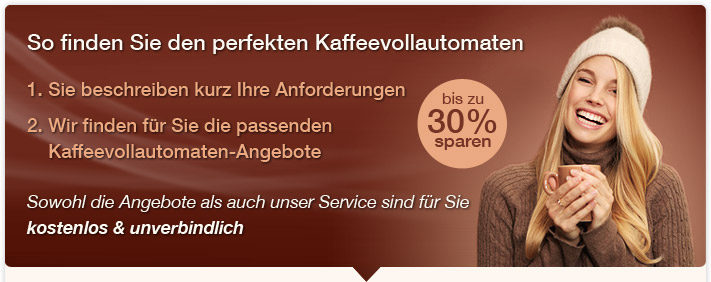 So finden Sie den perfekten Kaffeevollautomaten
1. Sie beschreiben kurz Ihre Anforderungen
2. Wir finden für Sie die passenden
Kaffeevollautomaten-Angebote
bis zu
30%
sparen
Sowohl die Angebote als auch unser Service sind für Sie
kostenlos & unverbindlich